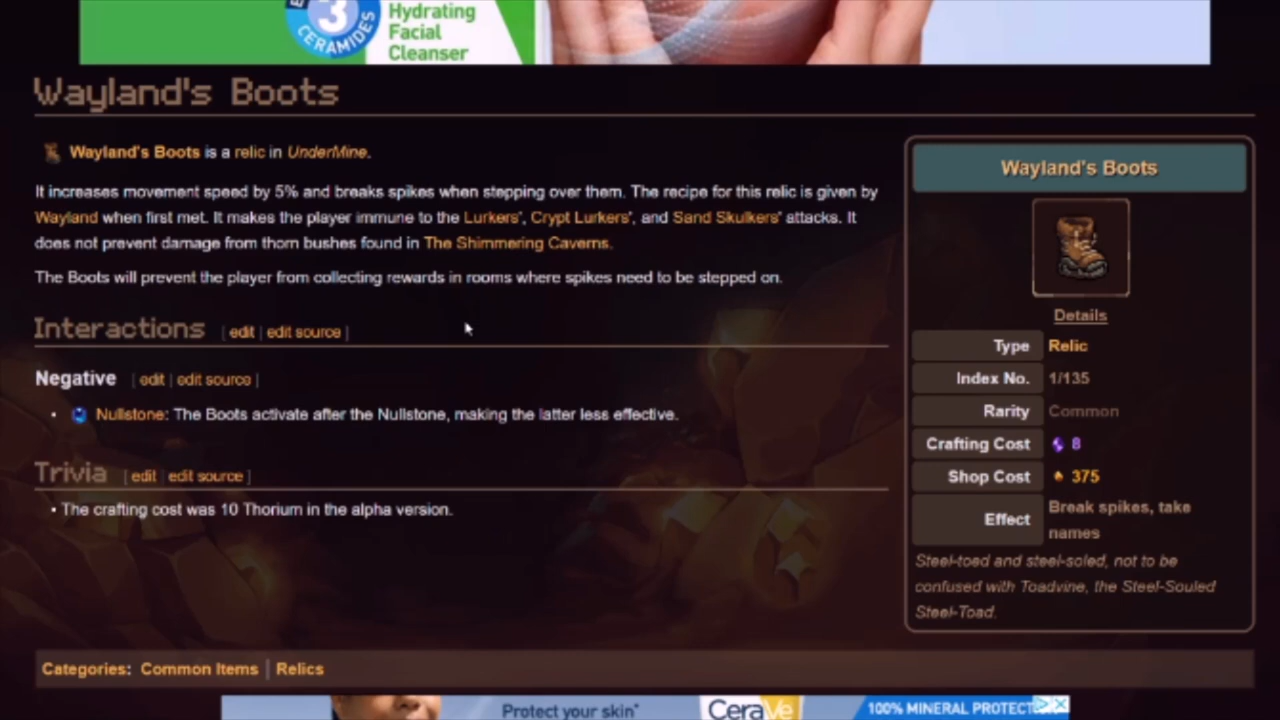 3
CERAMIDES
Hydrating
Facial
Cleanser
Wayland's Boots
Wayland's Boots is a relic in UnderMine.
It increases movement speed by 5% and breaks spikes when stepping over them. The recipe for this relic is given by
Wayland when first met. It makes the player immune to the Lurkers', Crypt Lurkers', and Sand Skulkers' attacks. It
does not prevent damage from thorn bushes found in The Shimmering Caverns.
The Boots will prevent the player from collecting rewards in rooms where spikes need to be stepped on.
Interactions [ edit | edit source ]
Negative [ edit | edit source ]
• Nullstone: The Boots activate after the Nullstone, making the latter less effective.
Trivia [ edit | edit source ]
• The crafting cost was 10 Thorium in the alpha version.
Wayland's Boots
Details
Type Relic
Index No. 1/135
Rarity Common
Crafting Cost 8
Shop Cost 375
Effect Break spikes, take
names
Steel-toed and steel-soled, not to be
confused with Toadvine, the Steel-Souled
Steel-Toad.
Categories: Common Items | Relics
Protect your skin*
CeraVe
100% MINERAL PROTECT